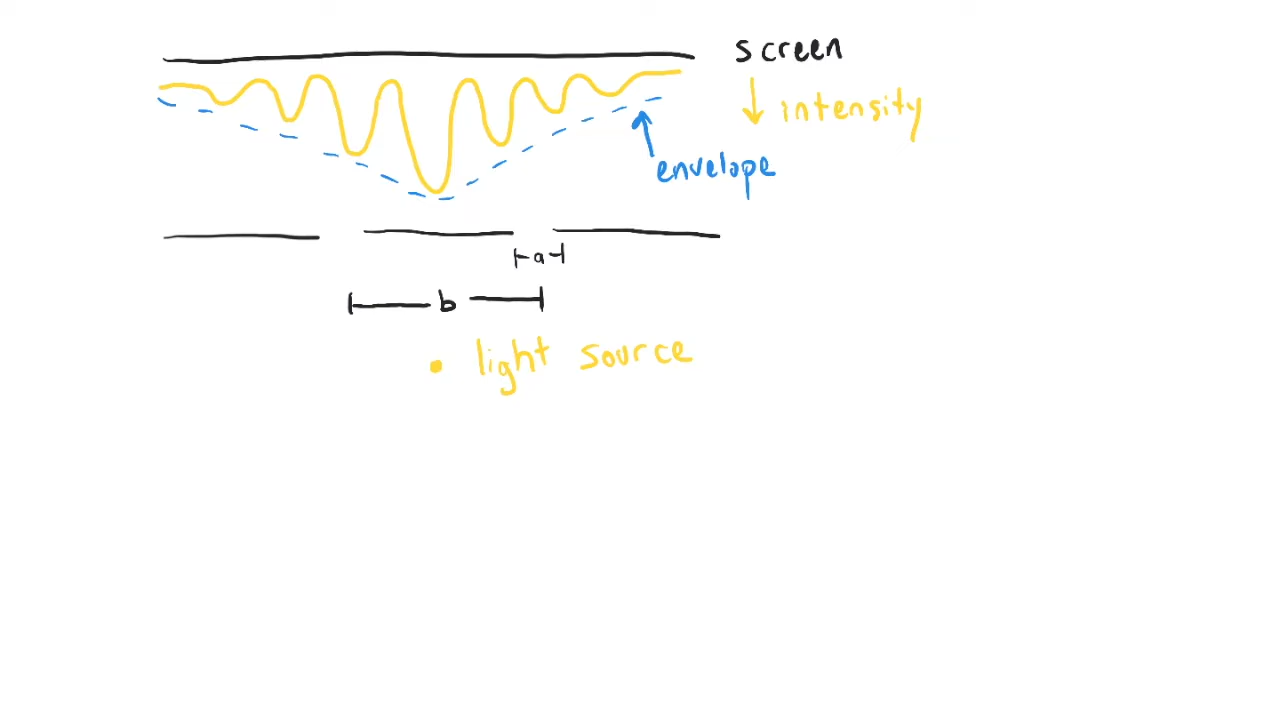 screen
↓ intensity
envelope
a
b
light source